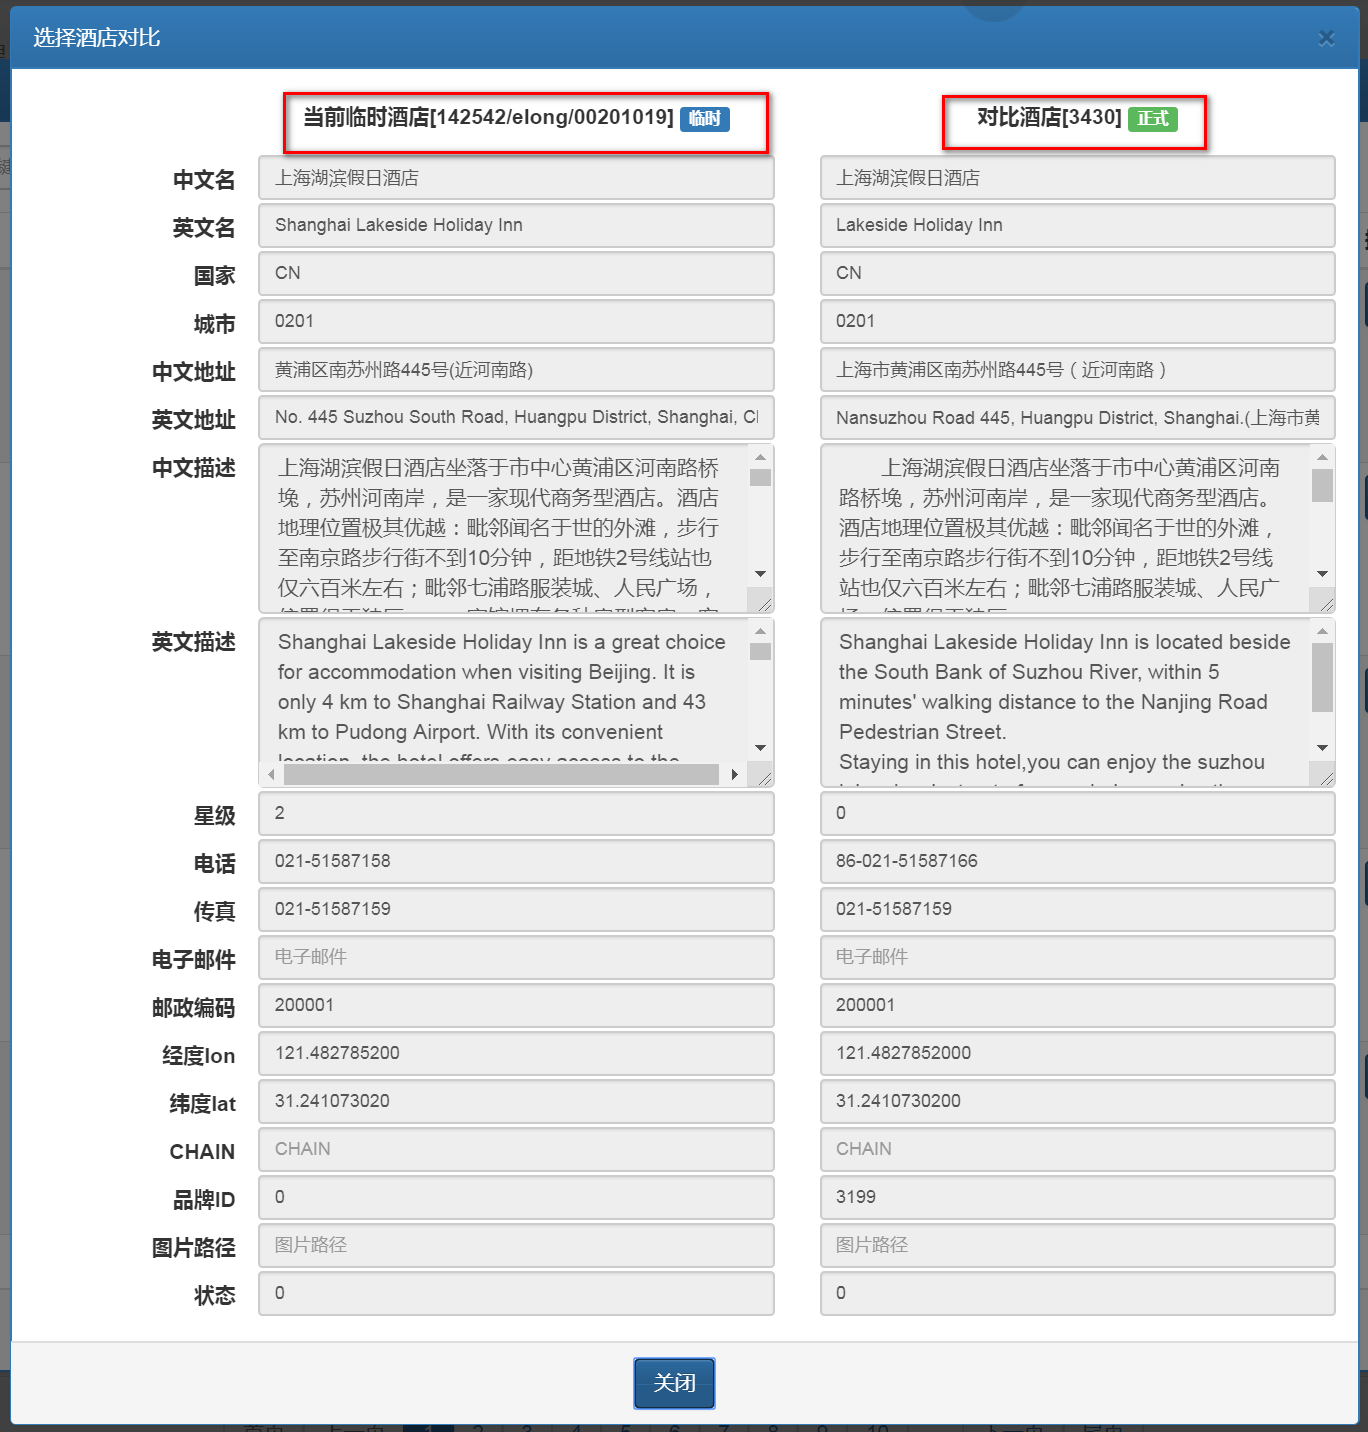 选择酒店对比
当前临时酒店[142542/elong/00201019] 临时
对比酒店[3430] 正式
中文名 上海湖滨假日酒店 上海湖滨假日酒店
英文名 Shanghai Lakeside Holiday Inn Lakeside Holiday Inn
国家 CN CN
城市 0201 0201
中文地址 黄浦区南苏州路445号(近河南路) 上海市黄浦区南苏州路445号（近河南路）
英文地址 No. 445 Suzhou South Road, Huangpu District, Shanghai, Nansuzhou Road 445, Huangpu District, Shanghai.(上海市黄
中文描述
上海湖滨假日酒店坐落于市中心黄浦区河南路桥
堍，苏州河南岸，是一家现代商务型酒店。酒店
地理位置极其优越：毗邻闻名于世的外滩，步行
至南京路步行街不到10分钟，距地铁2号线站也
仅六百米左右；毗邻七浦路服装城、人民广场，
上海湖滨假日酒店坐落于市中心黄浦区河南
路桥堍，苏州河南岸，是一家现代商务型酒店。
酒店地理位置极其优越：毗邻闻名于世的外滩，
步行至南京路步行街不到10分钟，距地铁2号线
站也仅六百米左右；毗邻七浦路服装城、人民广
英文描述
Shanghai Lakeside Holiday Inn is a great choice
for accommodation when visiting Beijing. It is
only 4 km to Shanghai Railway Station and 43
km to Pudong Airport. With its convenient
location, the hotel offers easy access to the
Shanghai Lakeside Holiday Inn is located beside
the South Bank of Suzhou River, within 5
minutes' walking distance to the Nanjing Road
Pedestrian Street.
Staying in this hotel,you can enjoy the suzhou
星级 2 0
电话 021-51587158 86-021-51587166
传真 021-51587159 021-51587159
电子邮件 电子邮件 电子邮件
邮政编码 200001 200001
经度lon 121.482785200 121.4827852000
纬度lat 31.241073020 31.2410730200
CHAIN CHAIN CHAIN
品牌ID 0 3199
图片路径 图片路径 图片路径
状态 0 0
关闭